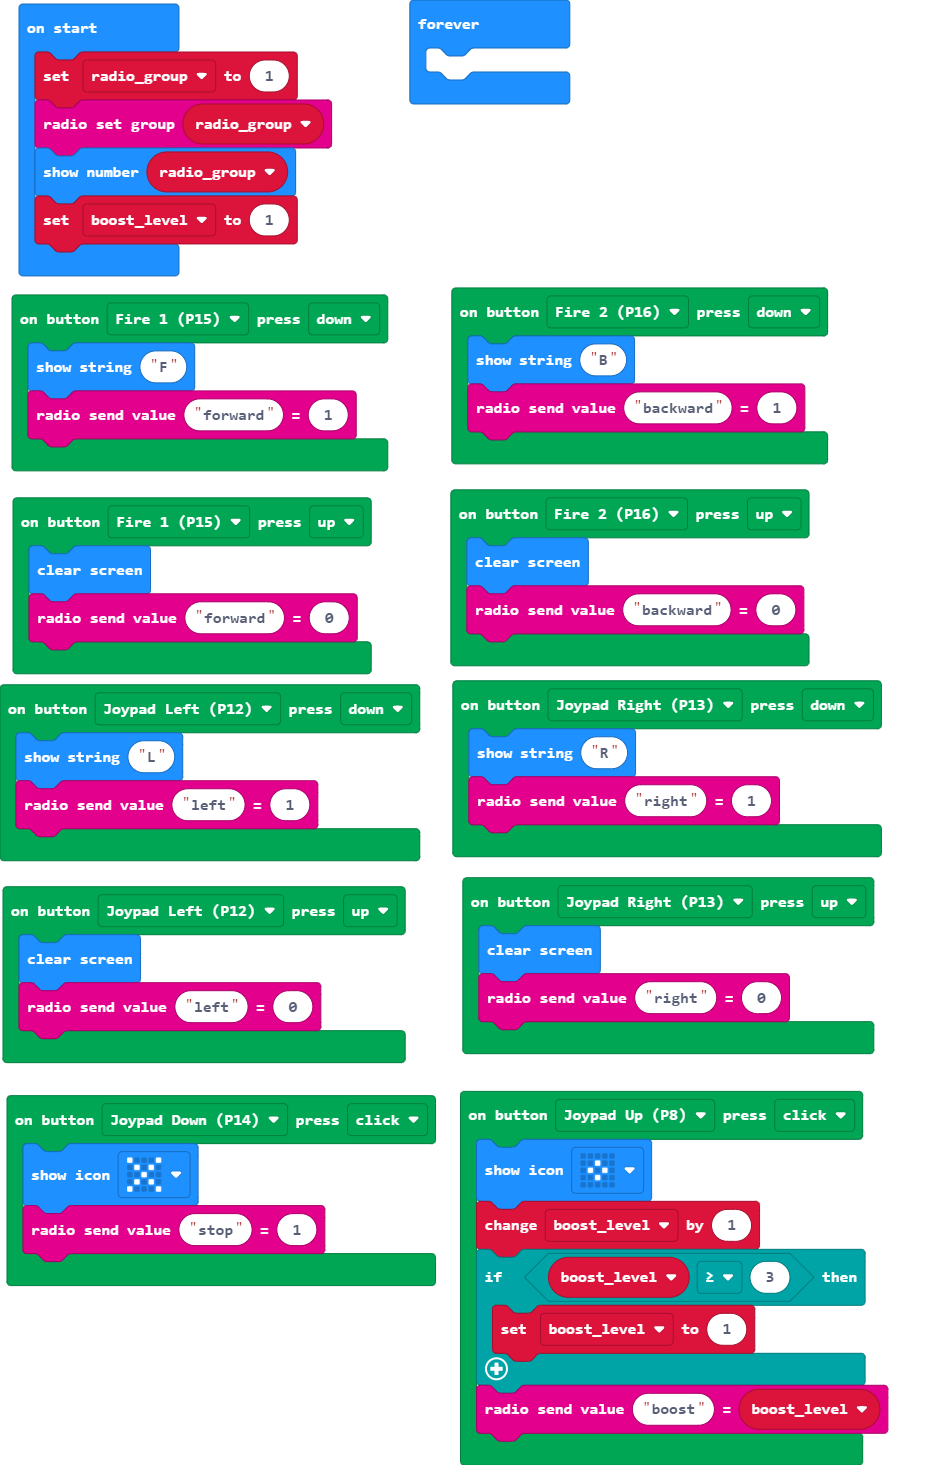 on start
set radio_group to 1
radio set group radio_group
show number radio_group
set boost_level to 1
forever
on button Fire 1 (P15) press down
show string "F"
radio send value "forward" = 1
on button Fire 2 (P16) press down
show string "B"
radio send value "backward" = 1
on button Fire 1 (P15) press up
clear screen
radio send value "forward" = 0
on button Fire 2 (P16) press up
clear screen
radio send value "backward" = 0
on button Joypad Left (P12) press down
show string "L"
radio send value "left" = 1
on button Joypad Right (P13) press down
show string "R"
radio send value "right" = 1
on button Joypad Left (P12) press up
clear screen
radio send value "left" = 0
on button Joypad Right (P13) press up
clear screen
radio send value "right" = 0
on button Joypad Down (P14) press click
show icon
radio send value "stop" = 1
on button Joypad Up (P8) press click
show icon
change boost_level by 1
if boost_level ≥ 3 then
set boost_level to 1
radio send value "boost" = boost_level